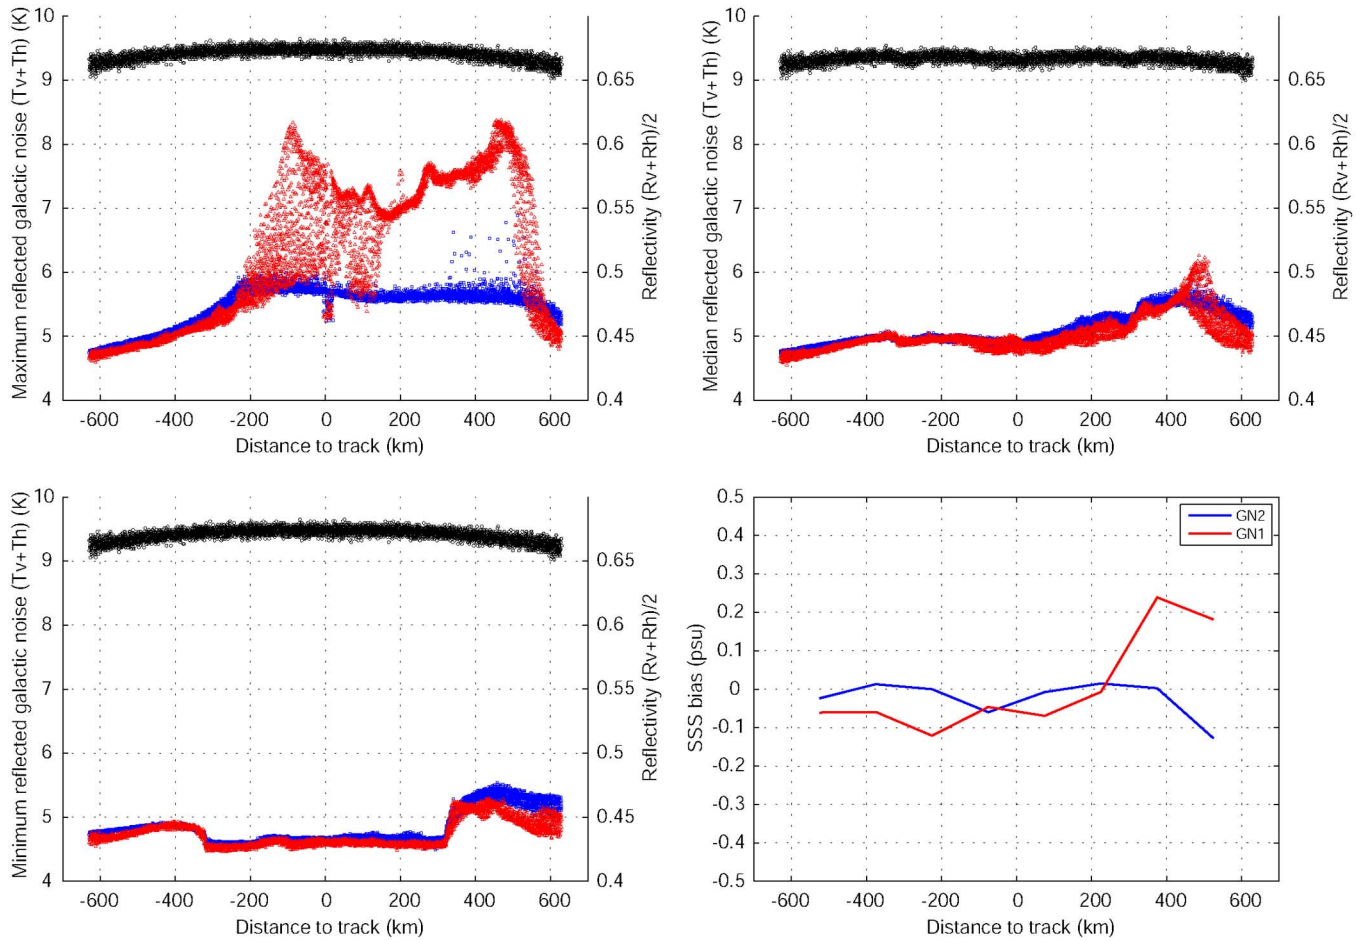 Maximum reflected galactic noise (Tv+Th) (K)
10
9
8
7
6
5
4
-600 -400 -200 0 200 400 600
Distance to track (km)
0.65
0.6
0.55
0.5
0.45
0.4
Reflectivity (Rv+Rh)/2
Median reflected galactic noise (Tv+Th) (K)
10
9
8
7
6
5
4
-600 -400 -200 0 200 400 600
Distance to track (km)
0.65
0.6
0.55
0.5
0.45
0.4
Reflectivity (Rv+Rh)/2
Minimum reflected galactic noise (Tv+Th) (K)
10
9
8
7
6
5
4
-600 -400 -200 0 200 400 600
Distance to track (km)
0.65
0.6
0.55
0.5
0.45
0.4
Reflectivity (Rv+Rh)/2
SSS bias (psu)
0.5
0.4
0.3
0.2
0.1
0
-0.1
-0.2
-0.3
-0.4
-0.5
-600 -400 -200 0 200 400 600
Distance to track (km)
GN2
GN1